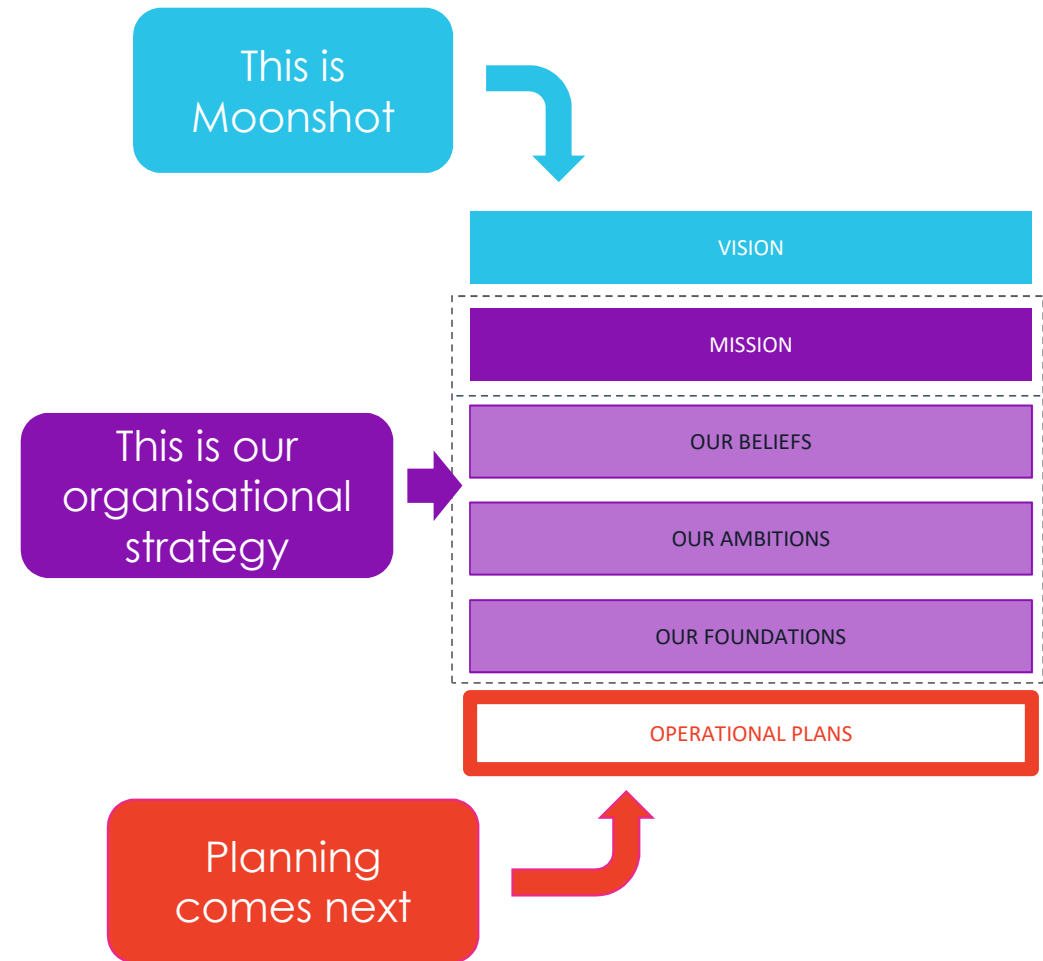 This is
Moonshot
VISION
MISSION
OUR BELIEFS
This is our
organisational
strategy
OUR AMBITIONS
OUR FOUNDATIONS
OPERATIONAL PLANS
Planning
comes next